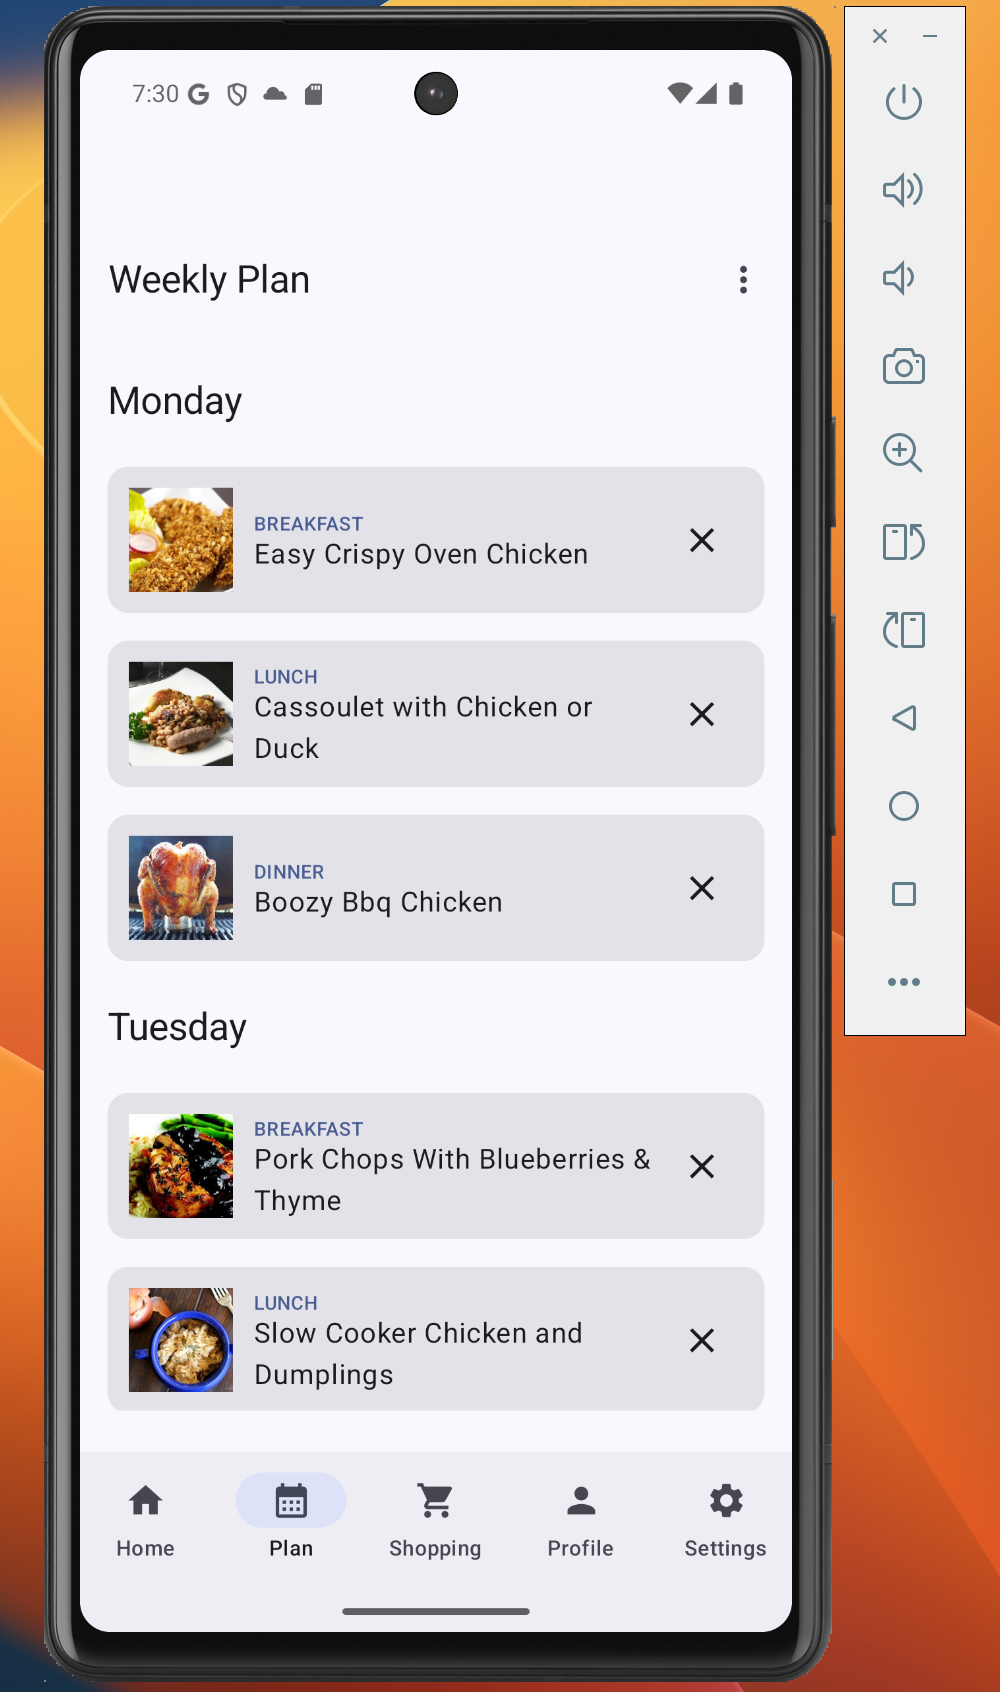 7:30
Weekly Plan
Monday
BREAKFAST
Easy Crispy Oven Chicken
LUNCH
Cassoulet with Chicken or
Duck
DINNER
Boozy Bbq Chicken
Tuesday
BREAKFAST
Pork Chops With Blueberries &
Thyme
LUNCH
Slow Cooker Chicken and
Dumplings
Home
Plan
Shopping
Profile
Settings